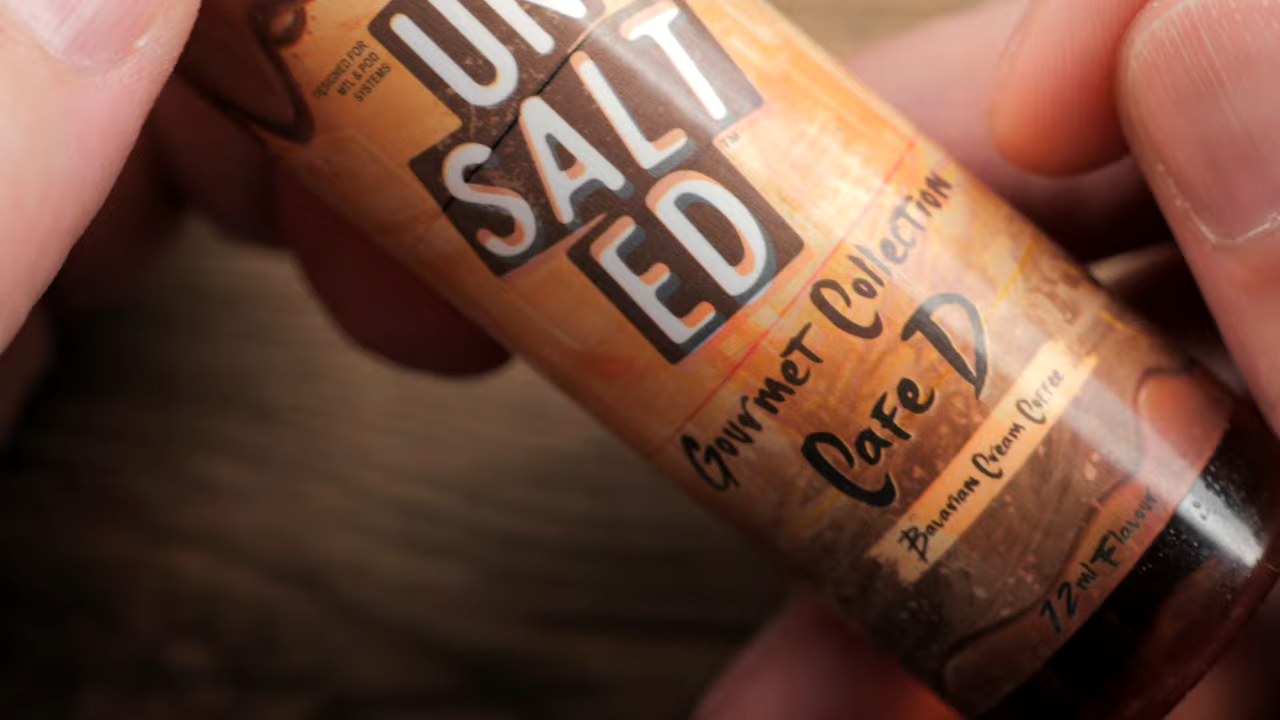 DESIGNED FOR
MTL & POD
SYSTEMS
UN
SALT
ED
TM
Gourmet Collection
Cafe D
Bavarian Cream Coffee
12ml Flavour